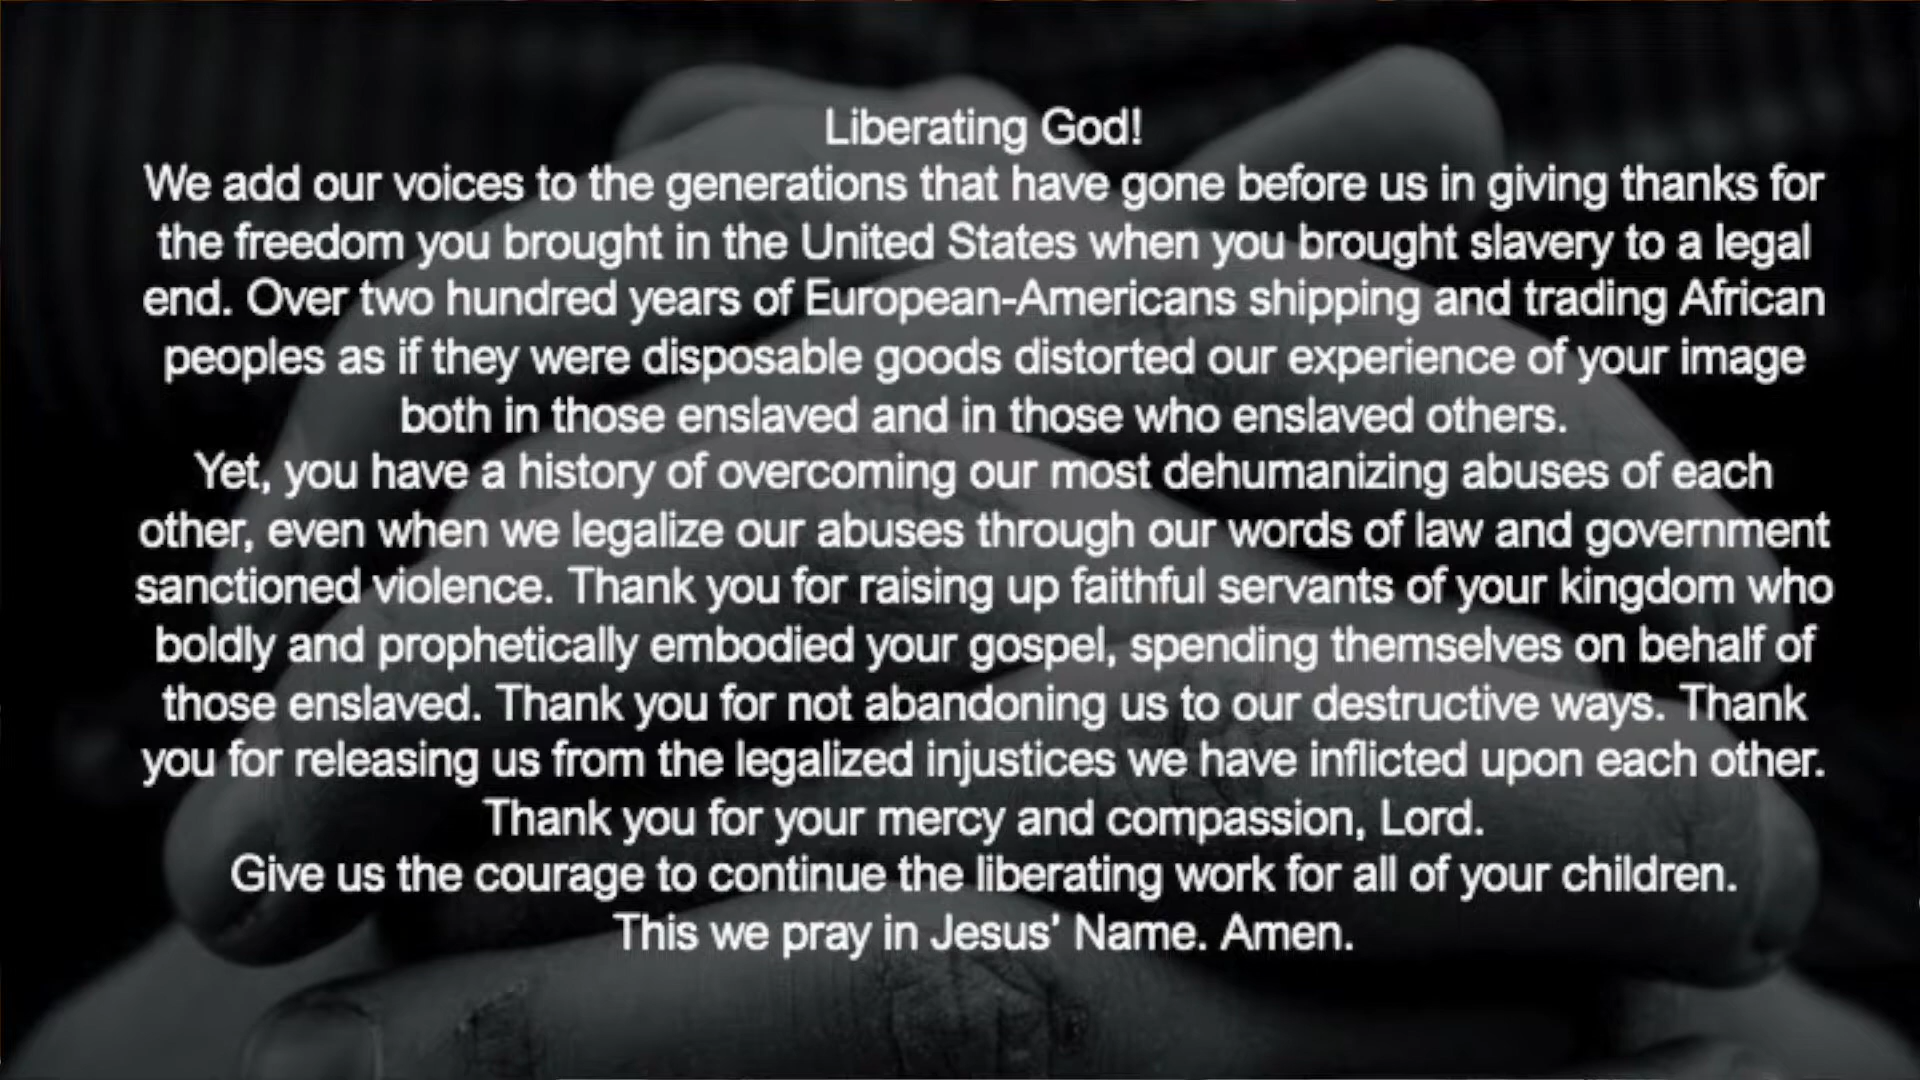 Liberating God!
We add our voices to the generations that have gone before us in giving thanks for
the freedom you brought in the United States when you brought slavery to a legal
end. Over two hundred years of European-Americans shipping and trading African
peoples as if they were disposable goods distorted our experience of your image
both in those enslaved and in those who enslaved others.
Yet, you have a history of overcoming our most dehumanizing abuses of each
other, even when we legalize our abuses through our words of law and government
sanctioned violence. Thank you for raising up faithful servants of your kingdom who
boldly and prophetically embodied your gospel, spending themselves on behalf of
those enslaved. Thank you for not abandoning us to our destructive ways. Thank
you for releasing us from the legalized injustices we have inflicted upon each other.
Thank you for your mercy and compassion, Lord.
Give us the courage to continue the liberating work for all of your children.
This we pray in Jesus’ Name. Amen.